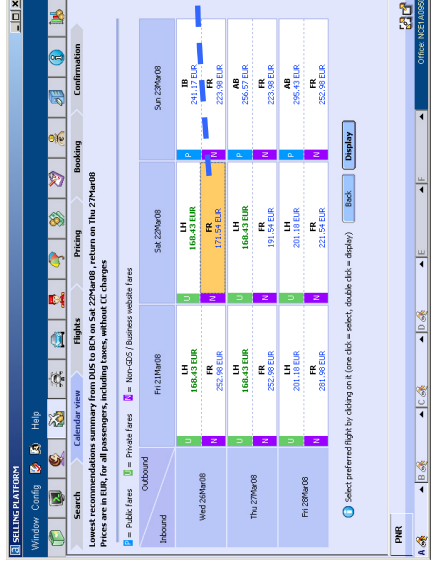 SELLING PLATFORM
Window Config Help
Search Calendar view Flights Pricing Booking Confirmation
Lowest recommendations summary from DUS to BCN on Sat 22Mar08 , return on Thu 27Mar08
Prices are in EUR, for all passengers, including taxes, without CC charges
P = Public fares U = Private fares N = Non-GDS / Business website fares
Outbound
Inbound
Fri 21Mar08 Sat 22Mar08 Sun 23Mar08
Wed 26Mar08
U LH 168.43 EUR U LH 168.43 EUR P IB 241.17 EUR
N FR 252.98 EUR N FR 171.54 EUR N FR 223.98 EUR
Thu 27Mar08
U LH 168.43 EUR U LH 168.43 EUR P AB 256.57 EUR
N FR 252.98 EUR N FR 191.54 EUR N FR 223.98 EUR
Fri 28Mar08
U LH 201.18 EUR U LH 201.18 EUR P AB 295.43 EUR
N FR 281.98 EUR N FR 221.54 EUR N FR 252.98 EUR
Select preferred flight by clicking on it (one click = select, double click = display) Back Display
PNR
A B C D E F Office: NCE1A095